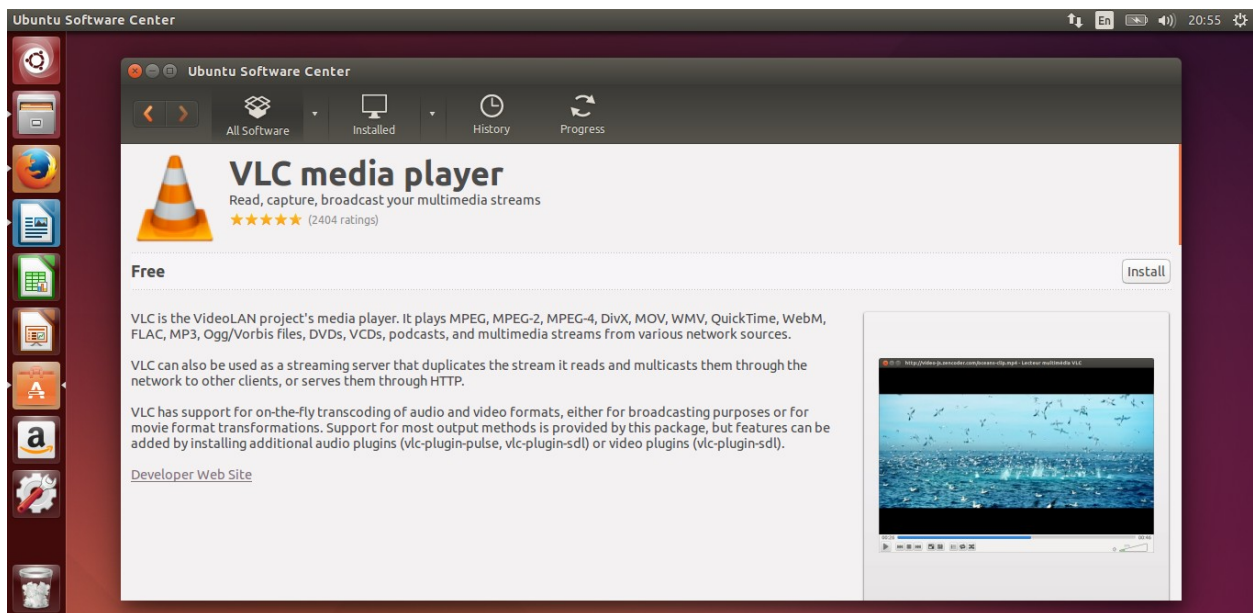 Ubuntu Software Center
En
20:55
Ubuntu Software Center
All Software
Installed
History
Progress
VLC media player
Read, capture, broadcast your multimedia streams
(2404 ratings)
Free
Install
VLC is the VideoLAN project's media player. It plays MPEG, MPEG-2, MPEG-4, DivX, MOV, WMV, QuickTime, WebM,
FLAC, MP3, Ogg/Vorbis files, DVDs, VCDs, podcasts, and multimedia streams from various network sources.
VLC can also be used as a streaming server that duplicates the stream it reads and multicasts them through the
network to other clients, or serves them through HTTP.
VLC has support for on-the-fly transcoding of audio and video formats, either for broadcasting purposes or for
movie format transformations. Support for most output methods is provided by this package, but features can be
added by installing additional audio plugins (vlc-plugin-pulse, vlc-plugin-sdl) or video plugins (vlc-plugin-sdl).
Developer Web Site
- Lecteur multimédia VLC
a